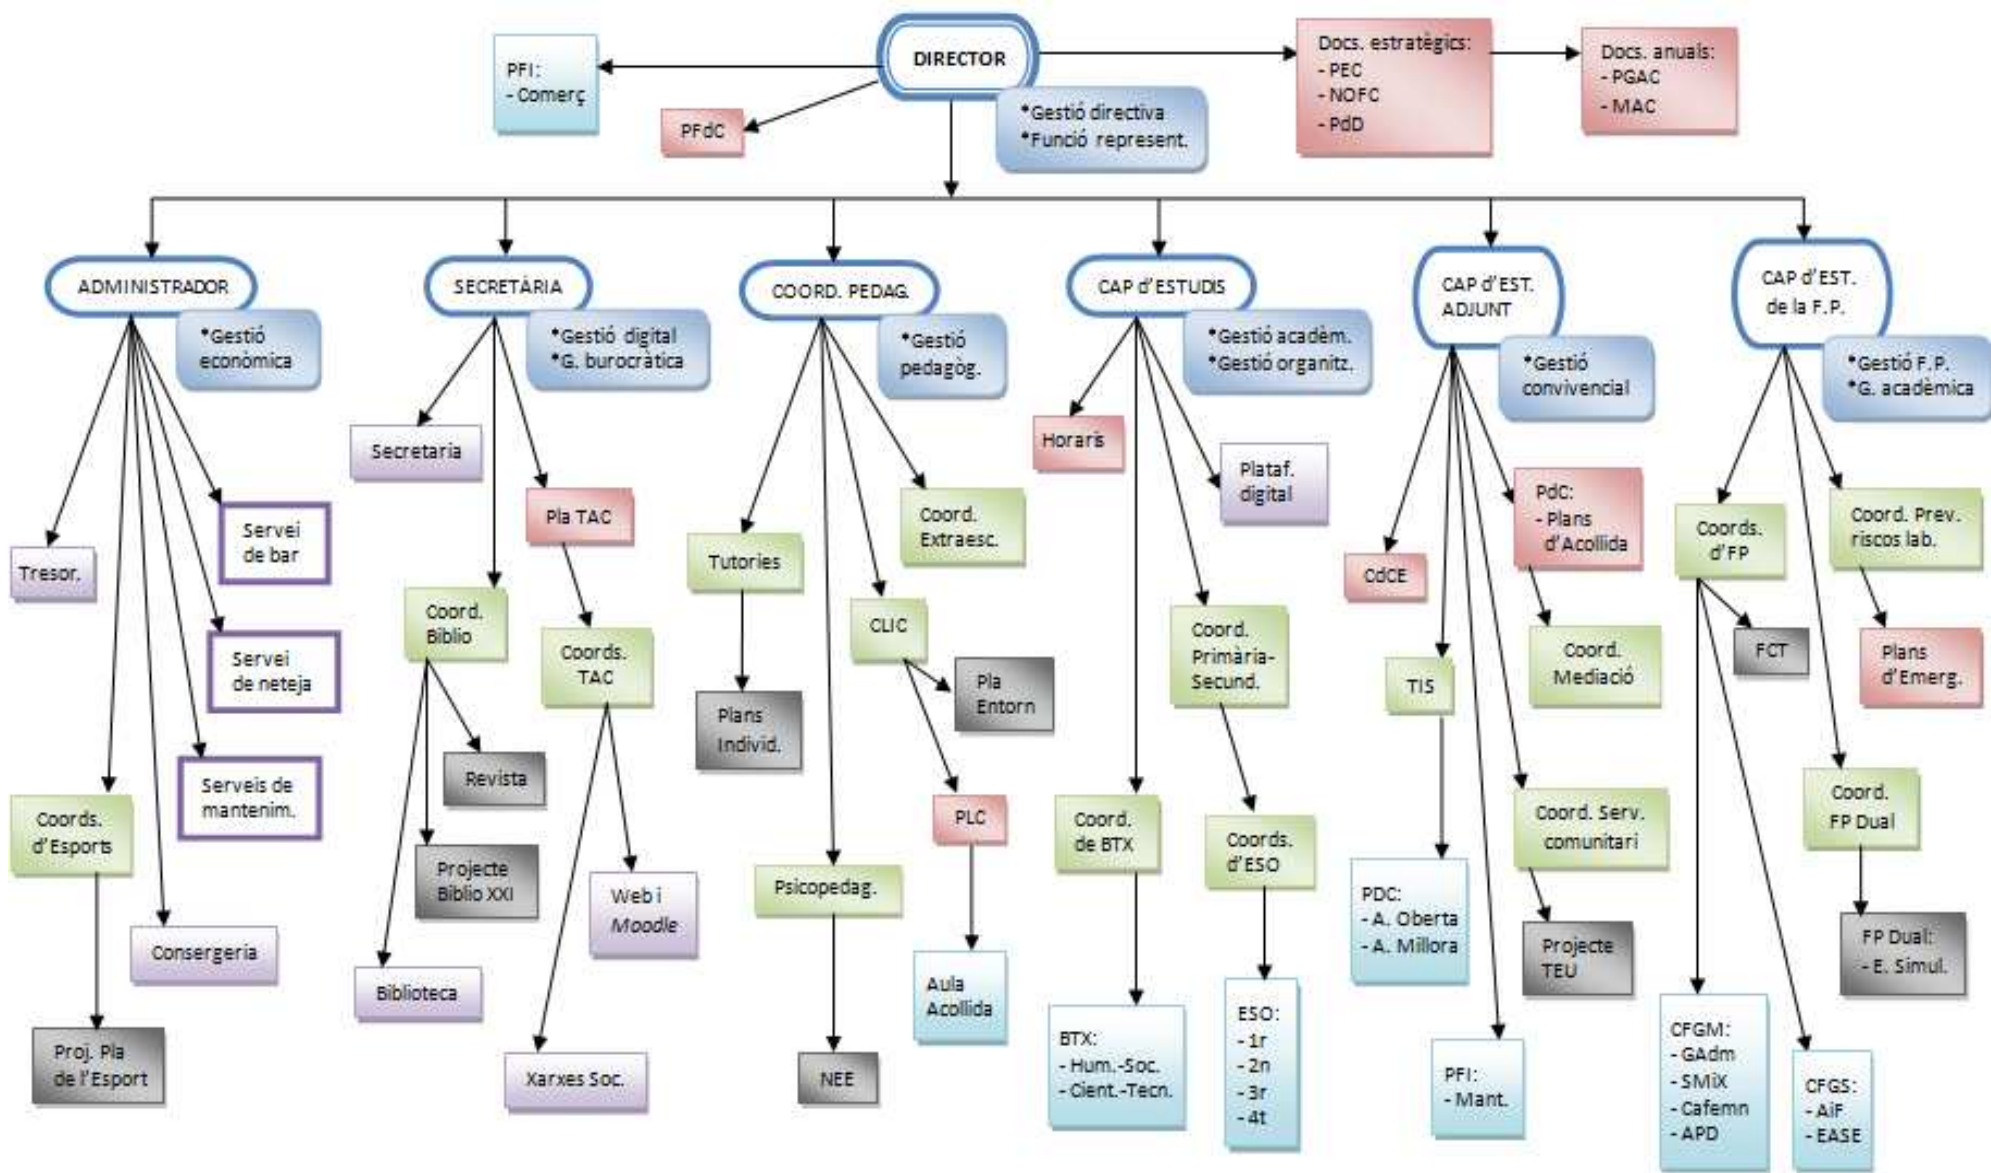 DIRECTOR
*Gestió directiva
*Funció represent.
PFI:
- Comerç
PFdC
Docs. estratègics:
- PEC
- NOFC
- PdD
Docs. anuals:
- PGAC
- MAC
ADMINISTRADOR
*Gestió
econòmica
SECRETÀRIA
*Gestió digital
*G. burocràtica
COORD. PEDAG.
*Gestió
pedagòg.
CAP d'ESTUDIS
*Gestió acadèm.
*Gestió organitz.
CAP d'EST.
ADJUNT
*Gestió
convivencial
CAP d'EST.
de la F.P.
*Gestió F.P.
*G. acadèmica
Tresor.
Servei
de bar
Servei
de neteja
Serveis de
mantenim.
Coords.
d'Esports
Consergeria
Proj. Pla
de l'Esport
Secretaria
Pla TAC
Coord.
Biblio
Coords.
TAC
Revista
Projecte
Biblio XXI
Web i
Moodle
Biblioteca
Xarxes Soc.
Tutories
Coord.
Extraesc.
CLIC
Plans
Individ.
Pla
Entorn
PLC
Psicopedag.
Aula
Acollida
NEE
Horaris
Plataf.
digital
Coord.
Primària-
Secund.
Coord.
de BTX
Coords.
d'ESO
BTX:
- Hum.-Soc.
- Cient.-Tecn.
ESO:
- 1r
- 2n
- 3r
- 4t
CdCE
PdC:
- Plans
d'Acollida
TIS
Coord.
Mediació
Coord. Serv.
comunitari
PDC:
- A. Oberta
- A. Millora
Projecte
TEU
PFI:
- Mant.
Coords.
d'FP
Coord. Prev.
riscos lab.
FCT
Plans
d'Emerg.
Coord.
FP Dual
FP Dual:
- E. Simul.
CFGM:
- GAdm
- SMiX
- Cafemn
- APD
CFGS:
- AiF
- EASE